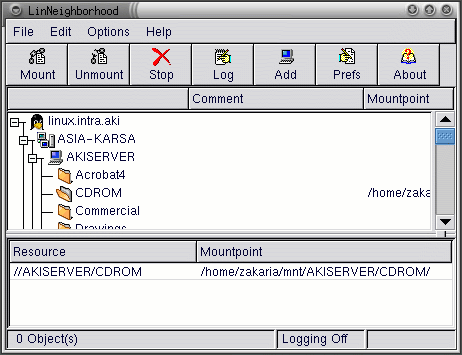 LinNeighborhood
File Edit Options Help
Mount Unmount Stop Log Add Prefs About
Comment Mountpoint
linux.intra.aki
ASIA-KARSA
AKISERVER
Acrobat4
CDROM /home/zaka
Commercial
Drawings
Resource Mountpoint
//AKISERVER/CDROM /home/zakaria/mnt/AKISERVER/CDROM/
0 Object(s) Logging Off